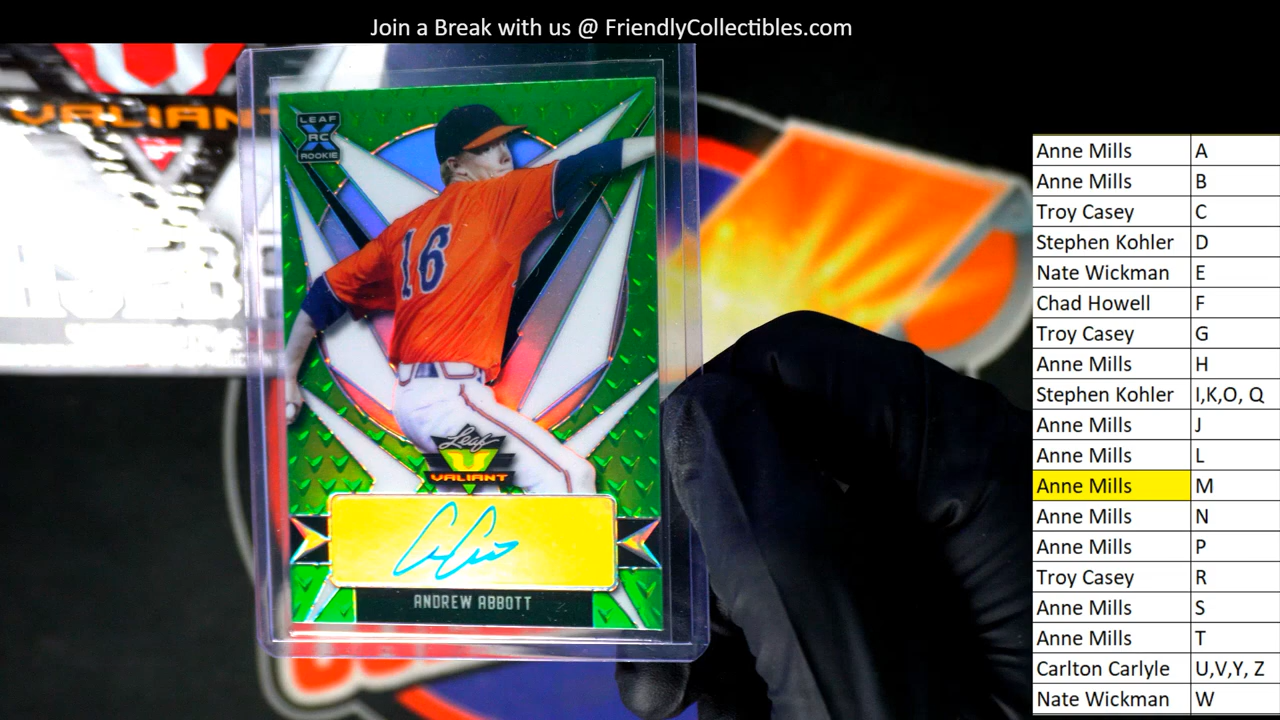 Join a Break with us @ FriendlyCollectibles.com
VALIANT
LEAF
X
RC
ROOKIE
16
Leaf
VALIANT
ANDREW ABBOTT
Anne Mills A
Anne Mills B
Troy Casey C
Stephen Kohler D
Nate Wickman E
Chad Howell F
Troy Casey G
Anne Mills H
Stephen Kohler I,K,O, Q
Anne Mills J
Anne Mills L
Anne Mills M
Anne Mills N
Anne Mills P
Troy Casey R
Anne Mills S
Anne Mills T
Carlton Carlyle U,V,Y, Z
Nate Wickman W